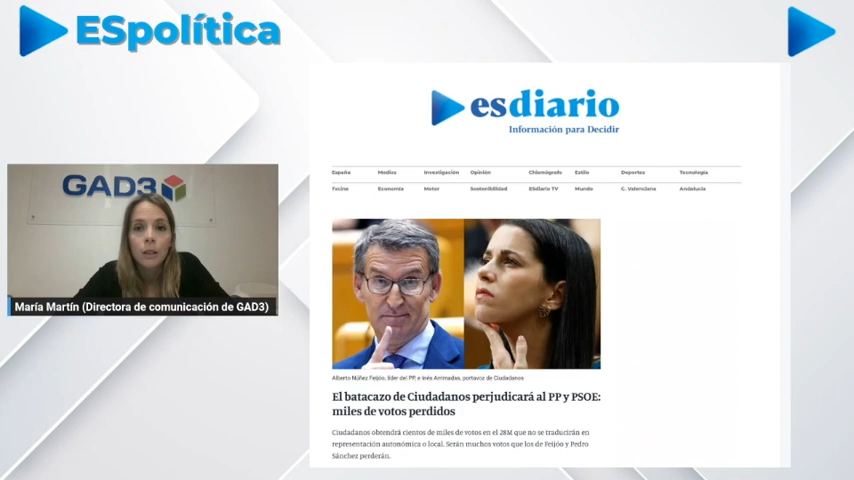 ESpolítica
GAD3
María Martín (Directora de comunicación de GAD3)
esdiario
Información para Decidir
España Medios Investigación Opinión Chismógrafo Estilo Deportes Tecnología
Tecine Economía Motor Sostenibilidad ESdiario TV Mundo C. Valenciana Andalucía
Alberto Núñez Feijóo, líder del PP, e Inés Arrimadas, portavoz de Ciudadanos
El batacazo de Ciudadanos perjudicará al PP y PSOE:
miles de votos perdidos
Ciudadanos obtendrá cientos de miles de votos en el 28M que no se traducirán en
representación autonómica o local. Serán muchos votos que los de Feijóo y Pedro
Sánchez perderán.